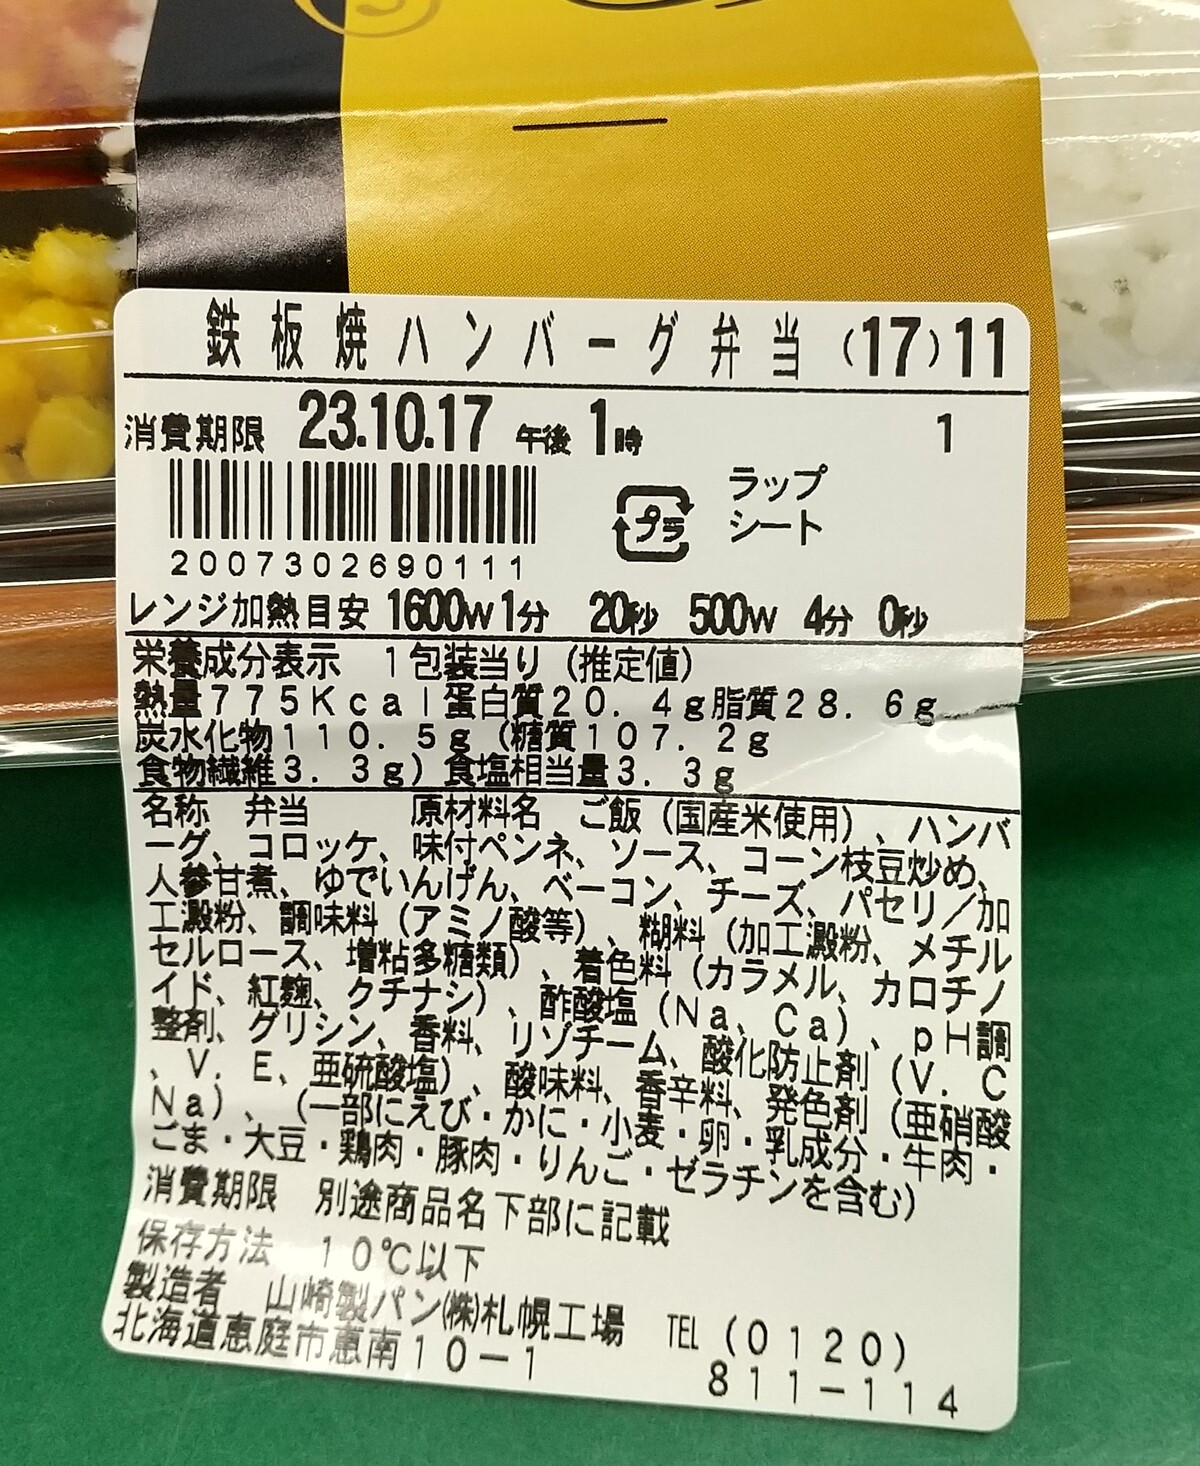 鉄板焼ハンバーグ弁当(17)11
消費期限 23.10.17 午後 1時 1
プラ ラップ
シート
2007302690111
レンジ加熱目安 1600W 1分 20秒 500W 4分 0秒
栄養成分表示 1包装当り(推定値)
熱量775Kcal蛋白質20.4g脂質28.6g
炭水化物110.5g(糖質107.2g
食物繊維3.3g)食塩相当量3.3g
名称 弁当 原材料名 ご飯(国産米使用)、ハンバ
ーグ、コロッケ、味付ペンネ、ソース、コーン枝豆炒め、
人参甘煮、ゆでいんげん、ベーコン、チーズ、パセリ/加
工澱粉、調味料(アミノ酸等)、糊料(加工澱粉、メチル
セルロース、増粘多糖類)、着色料(カラメル、カロチノ
イド、紅麹、クチナシ)、酢酸塩(Na、Ca)、pH調
整剤、グリシン、香料、リゾチーム、酸化防止剤(V.C
、V.E、亜硫酸塩)、酸味料、香辛料、発色剤(亜硝酸
Na)、(一部にえび・かに・小麦・卵・乳成分・牛肉・
ごま・大豆・鶏肉・豚肉・りんご・ゼラチンを含む)
消費期限 別途商品名下部に記載
保存方法 10℃以下
製造者 山崎製パン(株)札幌工場 TEL(0120)
北海道恵庭市恵南10-1 811-114